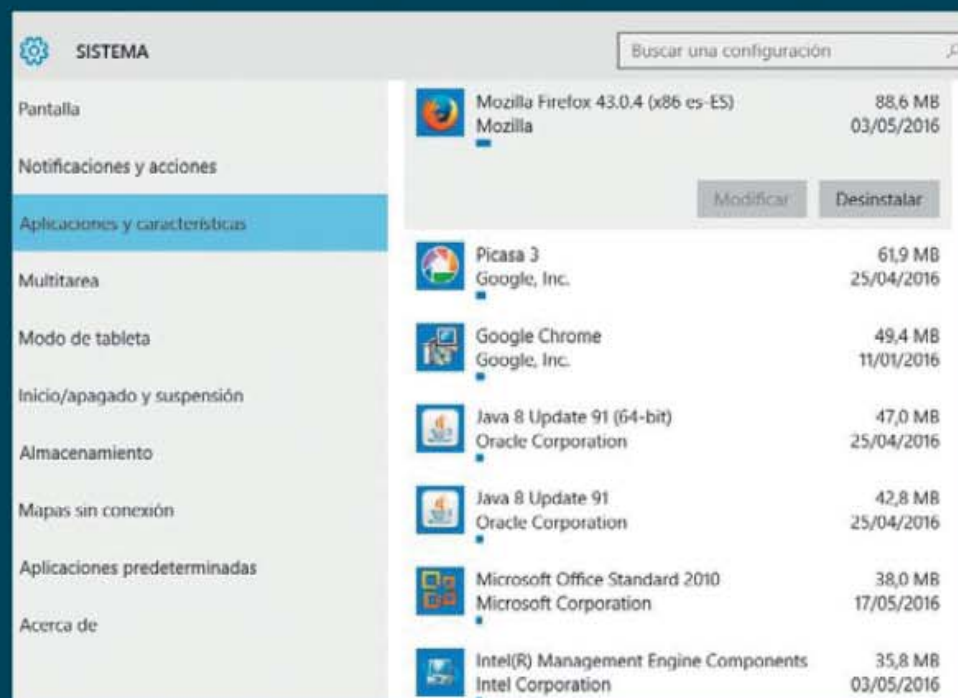 SISTEMA
Buscar una configuración
Pantalla
Notificaciones y acciones
Aplicaciones y características
Multitarea
Modo de tableta
Inicio/apagado y suspensión
Almacenamiento
Mapas sin conexión
Aplicaciones predeterminadas
Acerca de
Mozilla Firefox 43.0.4 (x86 es-ES) 88,6 MB
Mozilla 03/05/2016
Modificar Desinstalar
Picasa 3 61,9 MB
Google, Inc. 25/04/2016
Google Chrome 49,4 MB
Google, Inc. 11/01/2016
Java 8 Update 91 (64-bit) 47,0 MB
Oracle Corporation 25/04/2016
Java 8 Update 91 42,8 MB
Oracle Corporation 25/04/2016
Microsoft Office Standard 2010 38,0 MB
Microsoft Corporation 17/05/2016
Intel(R) Management Engine Components 35,8 MB
Intel Corporation 03/05/2016